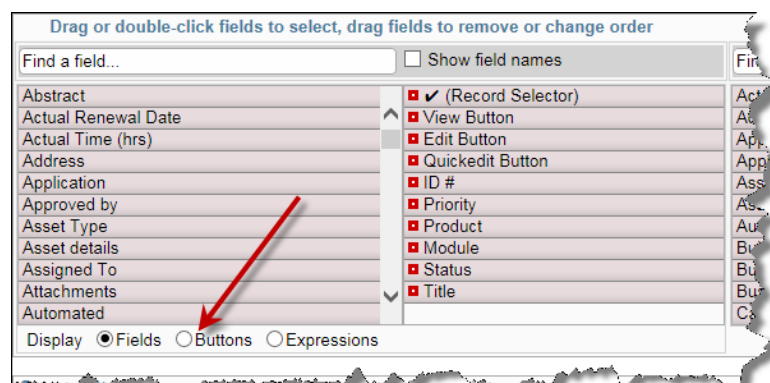 Drag or double-click fields to select, drag fields to remove or change order
Find a field...
Show field names
Abstract
Actual Renewal Date
Actual Time (hrs)
Address
Application
Approved by
Asset Type
Asset details
Assigned To
Attachments
Automated
✔ (Record Selector)
View Button
Edit Button
Quickedit Button
ID #
Priority
Product
Module
Status
Title
Display Fields Buttons Expressions